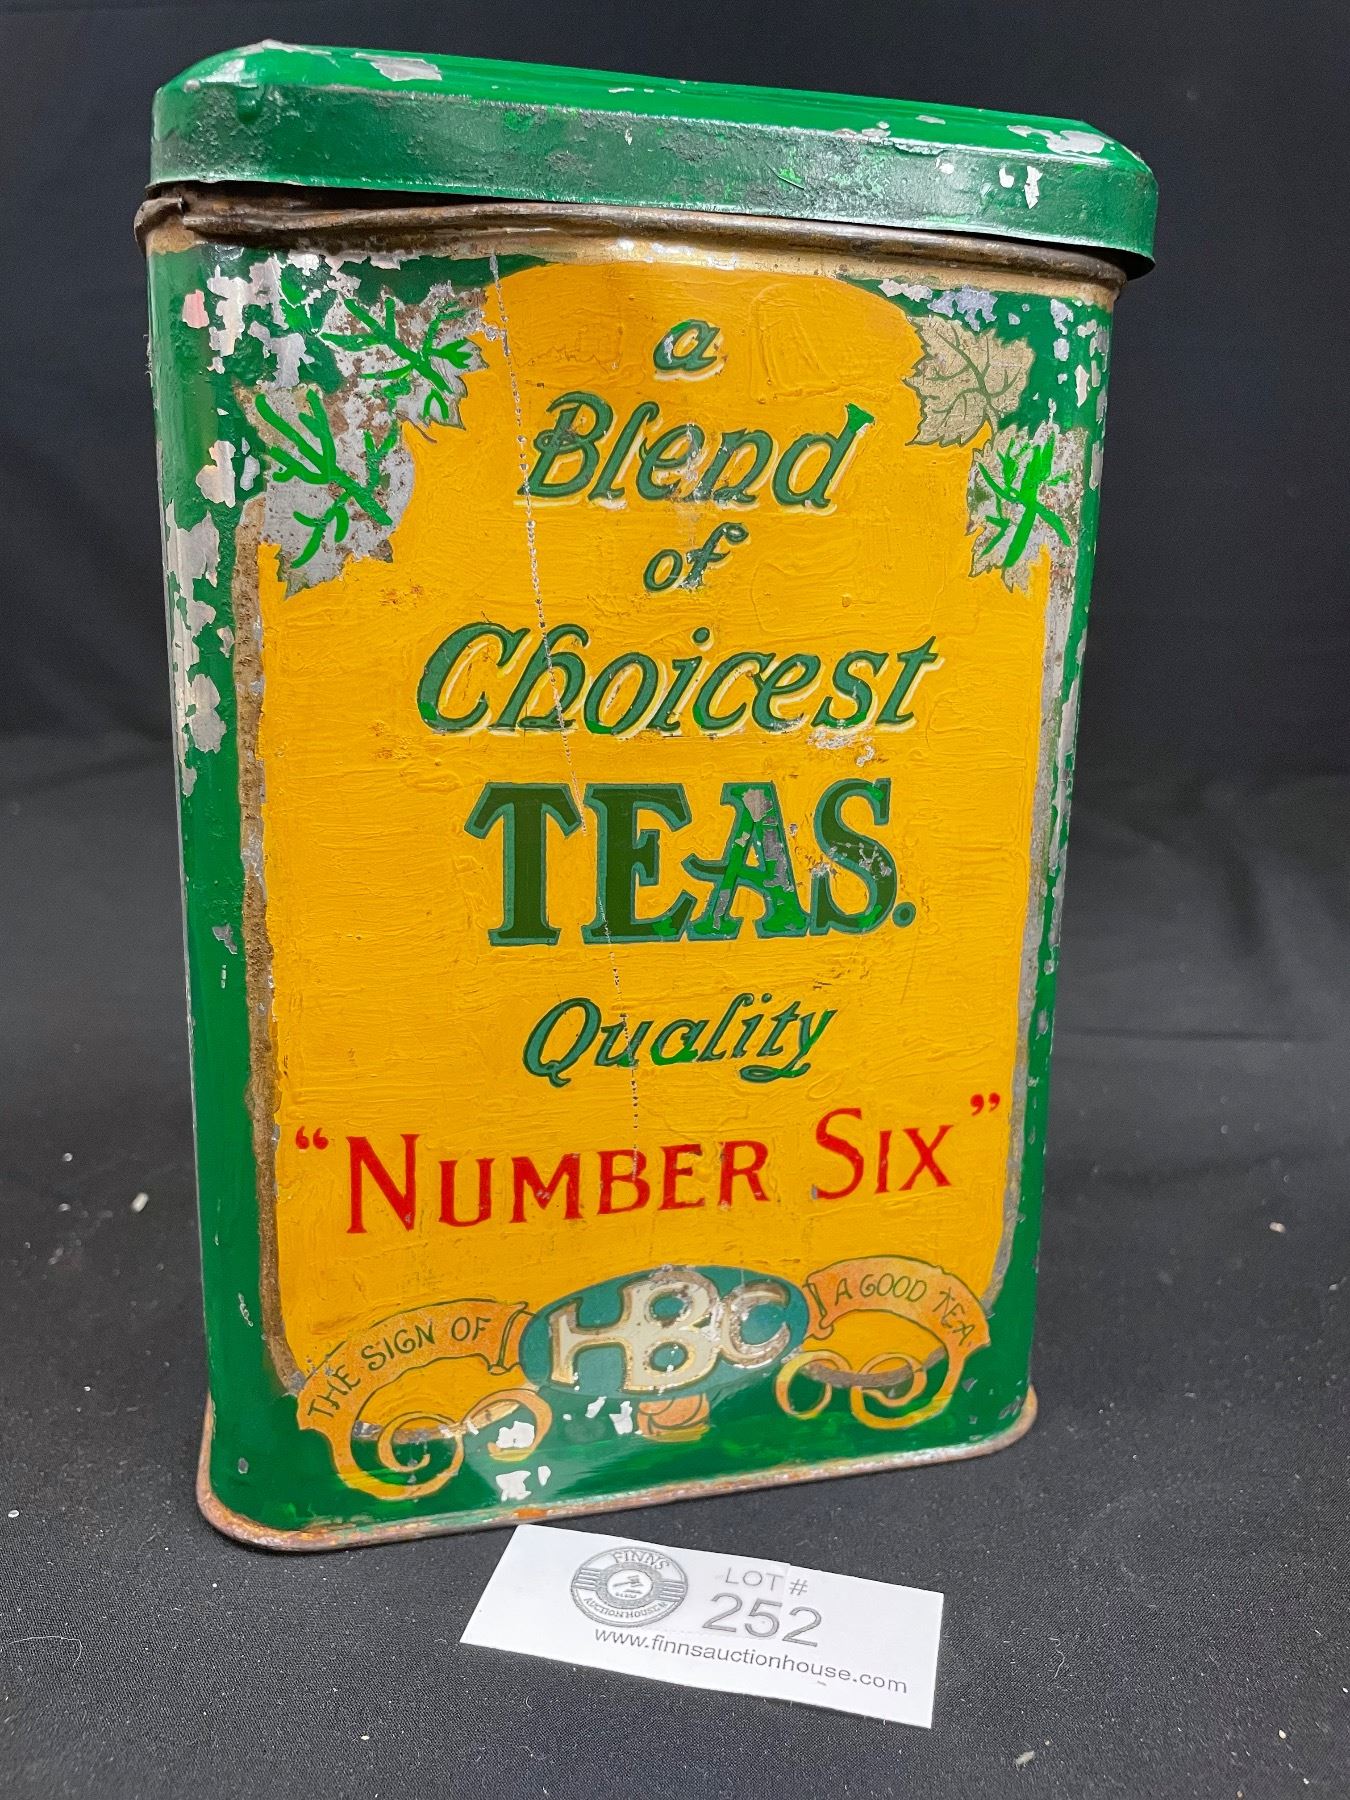 a
Blend
of
Choicest
TEAS.
Quality
“NUMBER SIX”
THE SIGN OF HBC A GOOD TEA
FINNS
AUCTION HOUSE
LOT #
252
www.finnsauctionhouse.com